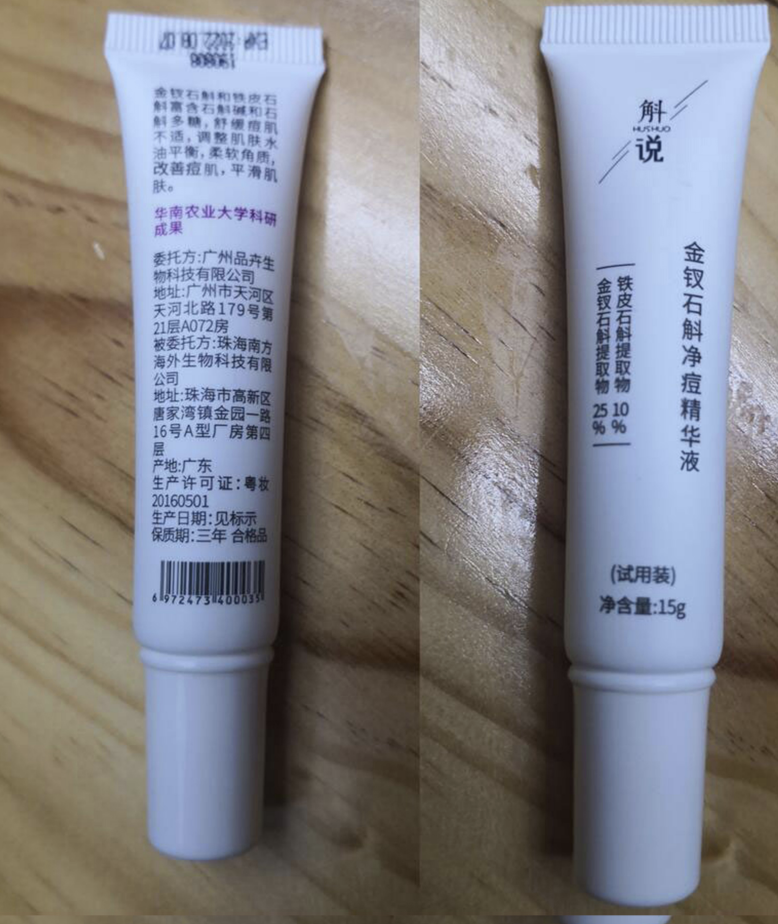 EXP 2022 08 07
金钗石斛和铁皮石
斛富含石斛碱和石
斛多糖,舒缓痘肌
不适,调整肌肤水
油平衡,柔软角质,
改善痘肌,平滑肌
肤。
华南农业大学科研
成果
委托方:广州品卉生
物科技有限公司
地址:广州市天河区
天河北路179号第
21层A072房
被委托方:珠海南方
海外生物科技有限
公司
地址:珠海市高新区
唐家湾镇金园一路
16号A型厂房第四
层
产地:广东
生产许可证:粤妆
20160501
生产日期:见标示
保质期:三年 合格品
6 972473 400035
斛
HUSHUO
说
金钗石斛净痘精华液
铁皮石斛提取物 10%
金钗石斛提取物 25%
(试用装)
净含量:15g